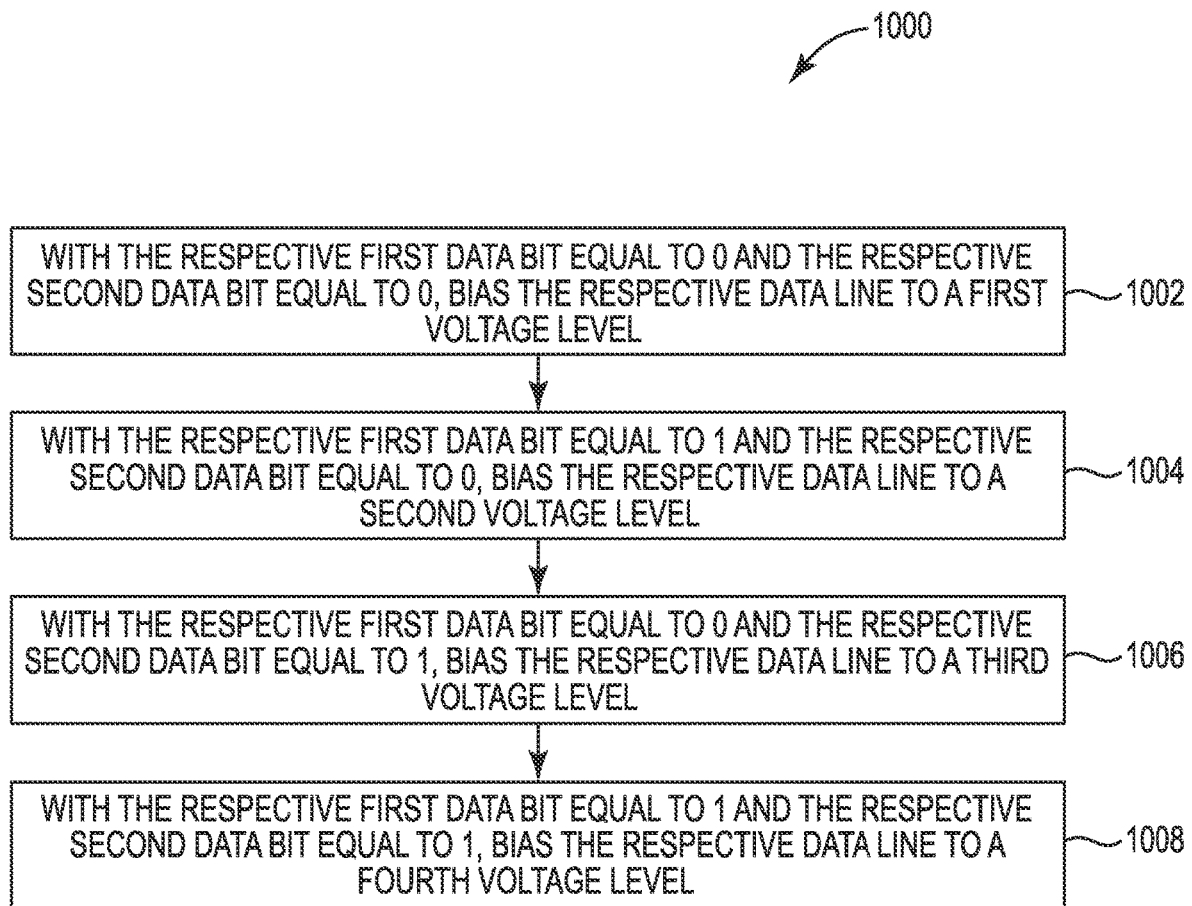 1000
WITH THE RESPECTIVE FIRST DATA BIT EQUAL TO 0 AND THE RESPECTIVE
SECOND DATA BIT EQUAL TO 0, BIAS THE RESPECTIVE DATA LINE TO A FIRST
VOLTAGE LEVEL
1002
WITH THE RESPECTIVE FIRST DATA BIT EQUAL TO 1 AND THE RESPECTIVE
SECOND DATA BIT EQUAL TO 0, BIAS THE RESPECTIVE DATA LINE TO A
SECOND VOLTAGE LEVEL
1004
WITH THE RESPECTIVE FIRST DATA BIT EQUAL TO 0 AND THE RESPECTIVE
SECOND DATA BIT EQUAL TO 1, BIAS THE RESPECTIVE DATA LINE TO A THIRD
VOLTAGE LEVEL
1006
WITH THE RESPECTIVE FIRST DATA BIT EQUAL TO 1 AND THE RESPECTIVE
SECOND DATA BIT EQUAL TO 1, BIAS THE RESPECTIVE DATA LINE TO A
FOURTH VOLTAGE LEVEL
1008